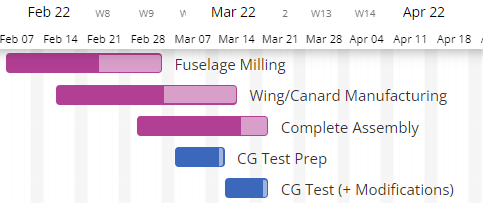 Feb 22 W8 W9 Mar 22 2 W13 W14 Apr 22
Feb 07 Feb 14 Feb 21 Feb 28 Mar 07 Mar 14 Mar 21 Mar 28 Apr 04 Apr 11 Apr 18
Fuselage Milling
Wing/Canard Manufacturing
Complete Assembly
CG Test Prep
CG Test (+ Modifications)